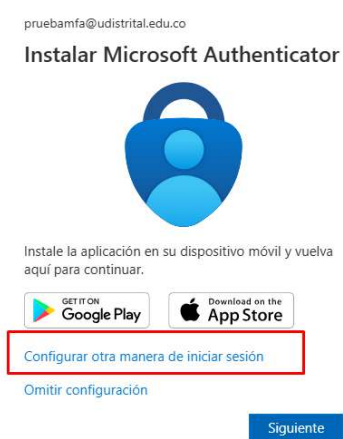 pruebamfa@udistrital.edu.co
Instalar Microsoft Authenticator
Instale la aplicación en su dispositivo móvil y vuelva
aquí para continuar.
GET IT ON
Google Play
Download on the
App Store
Configurar otra manera de iniciar sesión
Omitir configuración
Siguiente